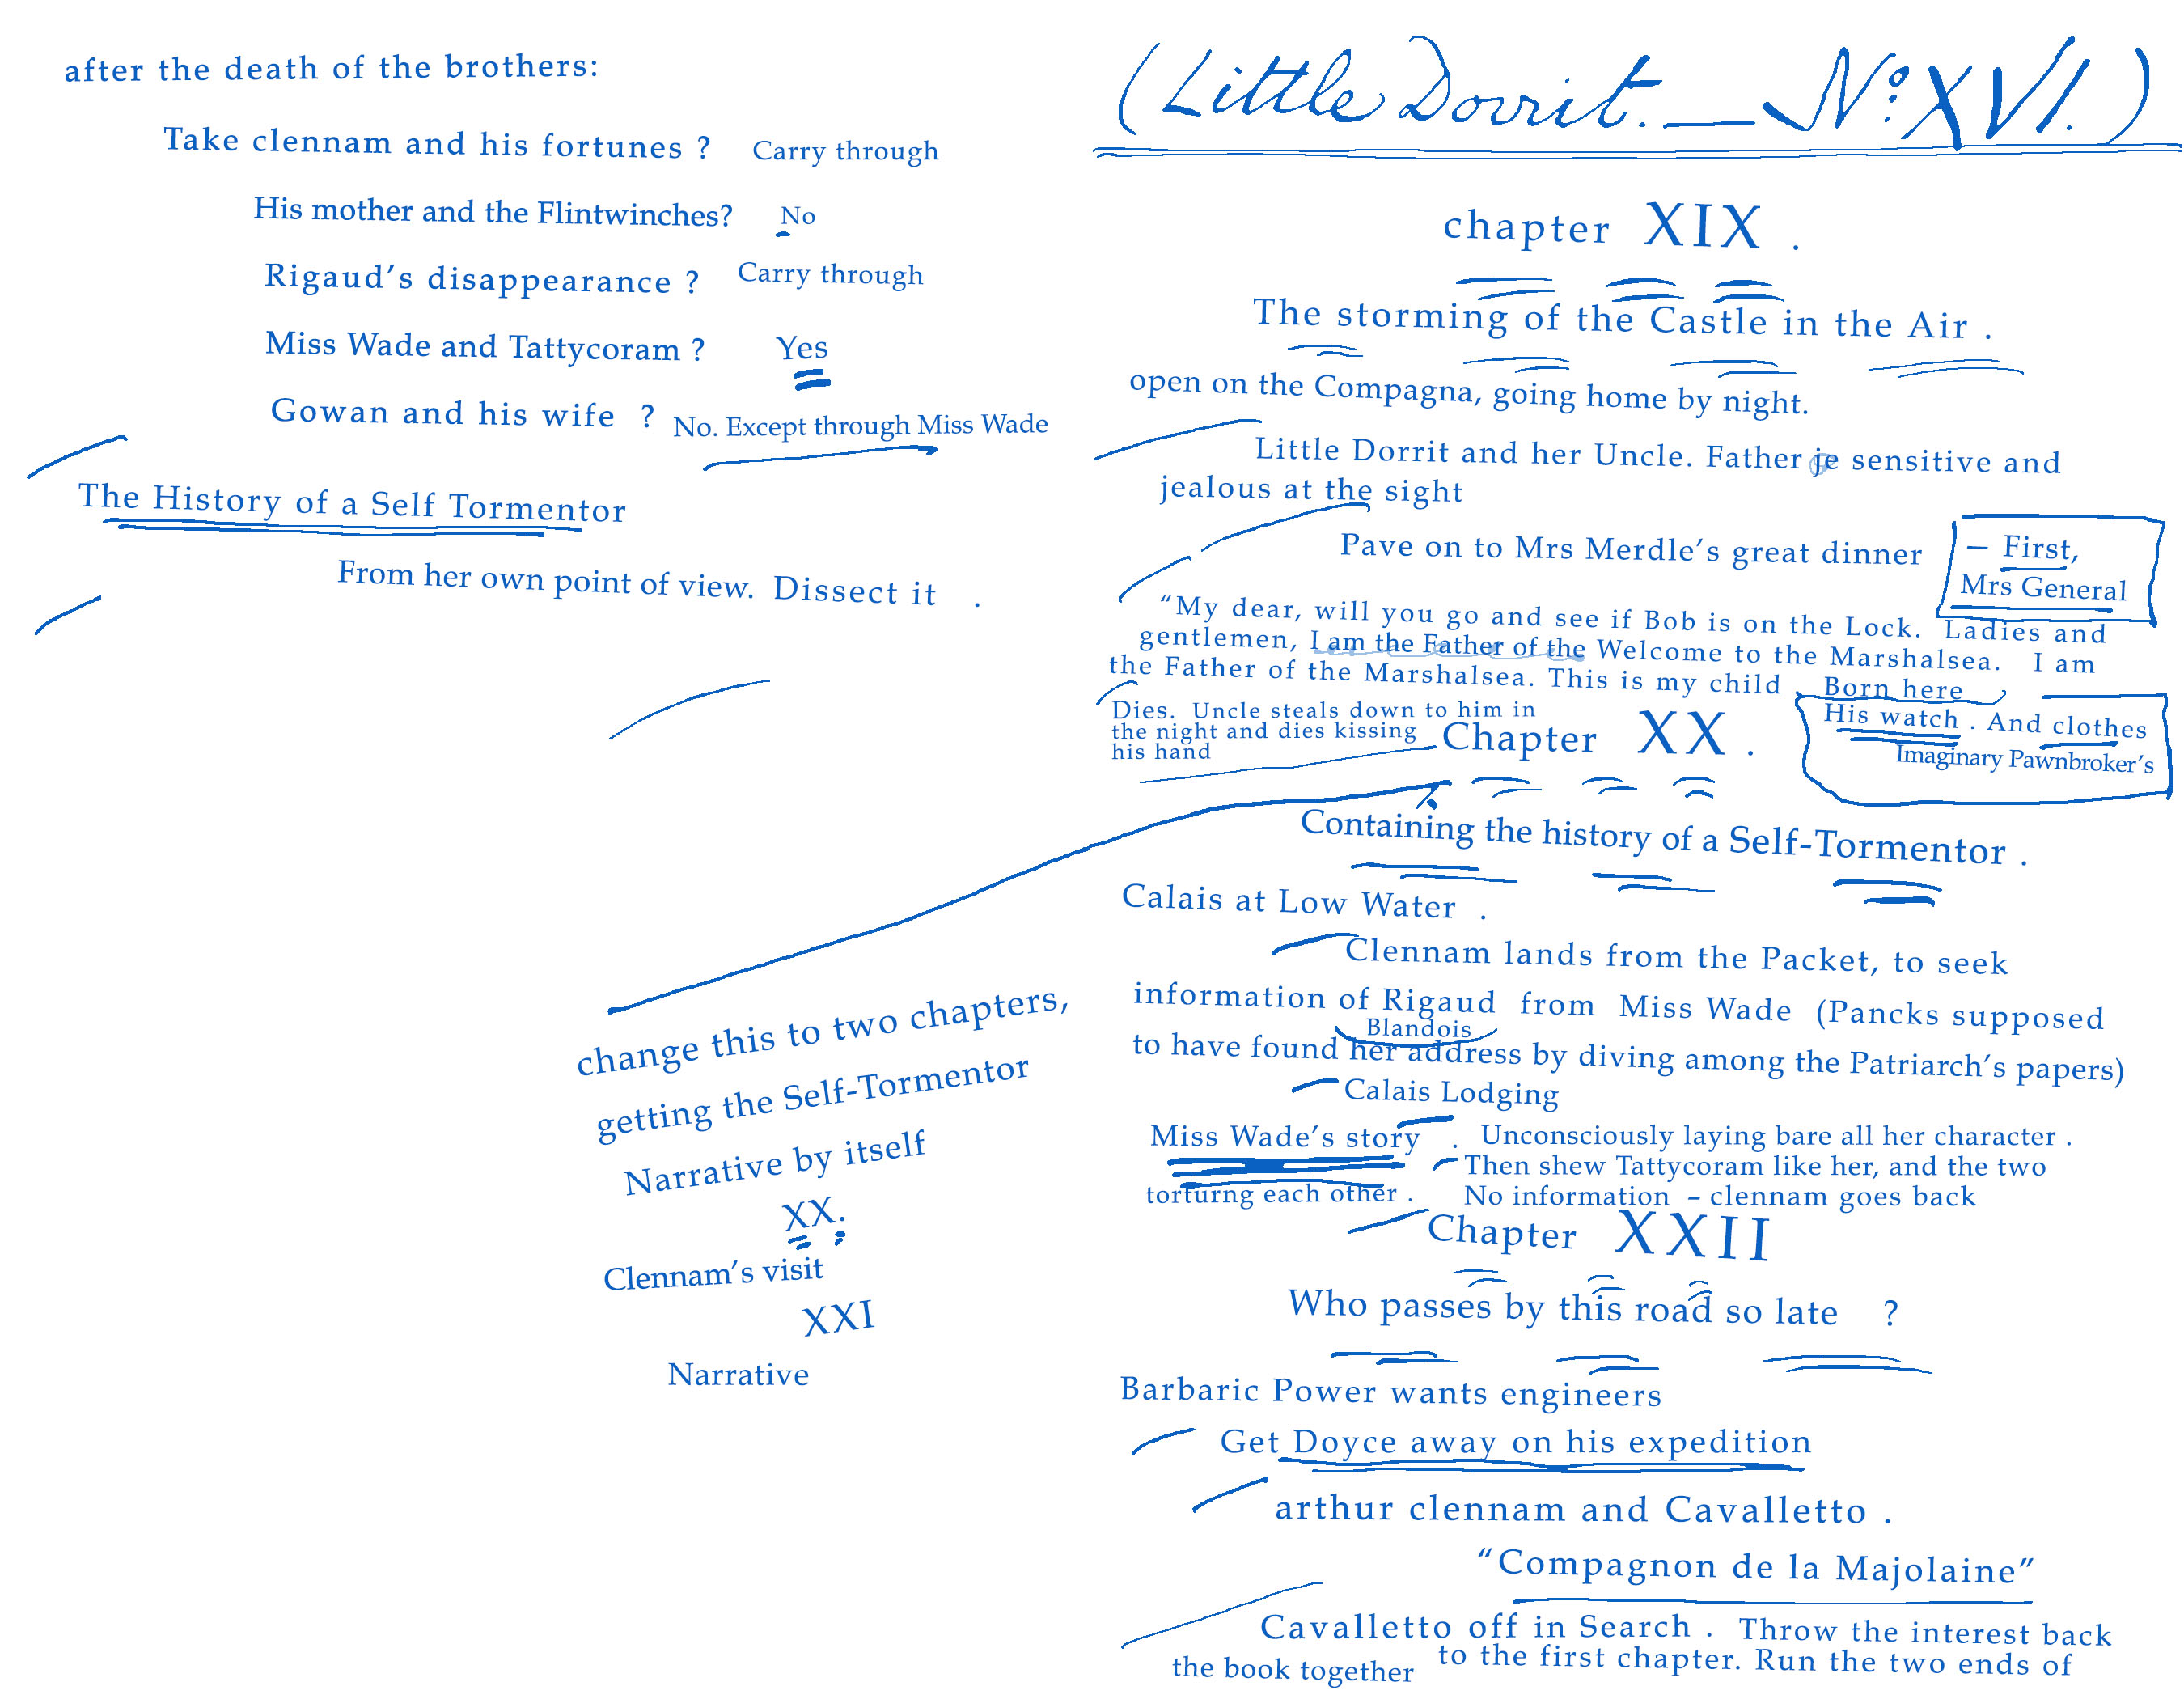 after the death of the brothers:
Take clennam and his fortunes ? Carry through
His mother and the Flintwinches? No
Rigaud’s disappearance ? Carry through
Miss Wade and Tattycoram ? Yes
Gowan and his wife ? No. Except through Miss Wade
The History of a Self Tormentor
From her own point of view. Dissect it .
change this to two chapters,
getting the Self-Tormentor
Narrative by itself
XX.
Clennam’s visit
XXI
Narrative
(Little Dorrit. — No. XVI.)
chapter XIX .
The storming of the Castle in the Air .
open on the Compagna, going home by night.
Little Dorrit and her Uncle. Father je sensitive and
jealous at the sight
Pave on to Mrs Merdle’s great dinner
– First,
Mrs General
“My dear, will you go and see if Bob is on the Lock. Ladies and
gentlemen, I am the Father of the Welcome to the Marshalsea. I am
the Father of the Marshalsea. This is my child Born here
Dies. Uncle steals down to him in
the night and dies kissing
his hand
His watch . And clothes
Imaginary Pawnbroker’s
Chapter XX .
Containing the history of a Self-Tormentor .
Calais at Low Water .
Clennam lands from the Packet, to seek
information of Rigaud from Miss Wade (Pancks supposed
Blandois
to have found her address by diving among the Patriarch’s papers)
Calais Lodging
Miss Wade’s story . Unconsciously laying bare all her character .
Then shew Tattycoram like her, and the two
torturng each other . No information – clennam goes back
Chapter XXII
Who passes by this road so late ?
Barbaric Power wants engineers
Get Doyce away on his expedition
arthur clennam and Cavalletto .
“Compagnon de la Majolaine”
Cavalletto off in Search . Throw the interest back
to the first chapter. Run the two ends of
the book together